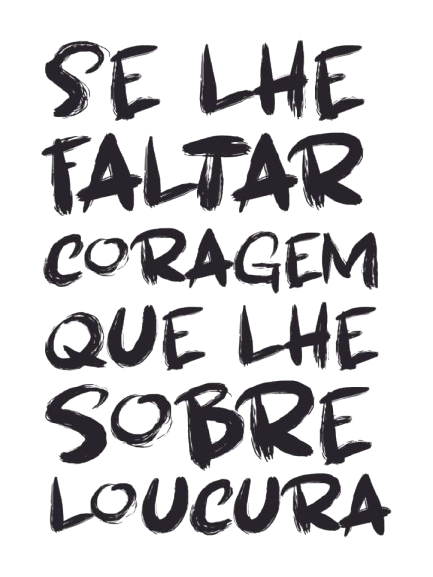 SE LHE
FALTAR
CORAGEM
QUE LHE
SOBRE
LOUCURA